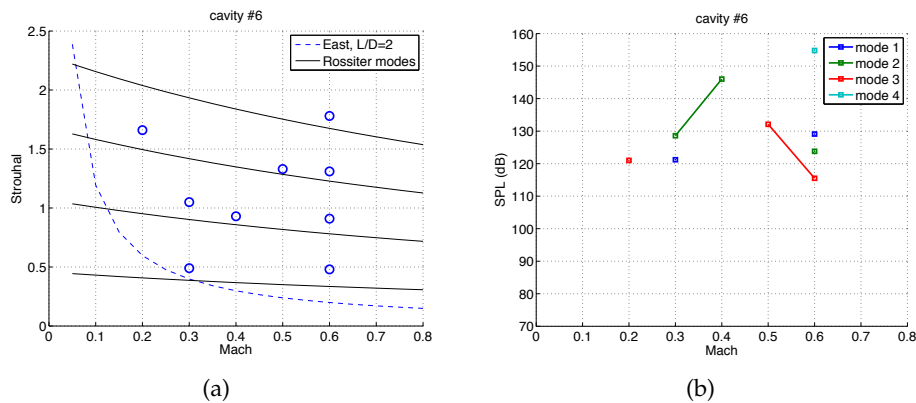 cavity #6
2.5
2
1.5
1
0.5
0
Strouhal
0 0.1 0.2 0.3 0.4 0.5 0.6 0.7 0.8
Mach
East, L/D=2
Rossiter modes
(a)
cavity #6
160
150
140
130
120
110
100
90
80
70
SPL (dB)
0 0.1 0.2 0.3 0.4 0.5 0.6 0.7 0.8
Mach
mode 1
mode 2
mode 3
mode 4
(b)